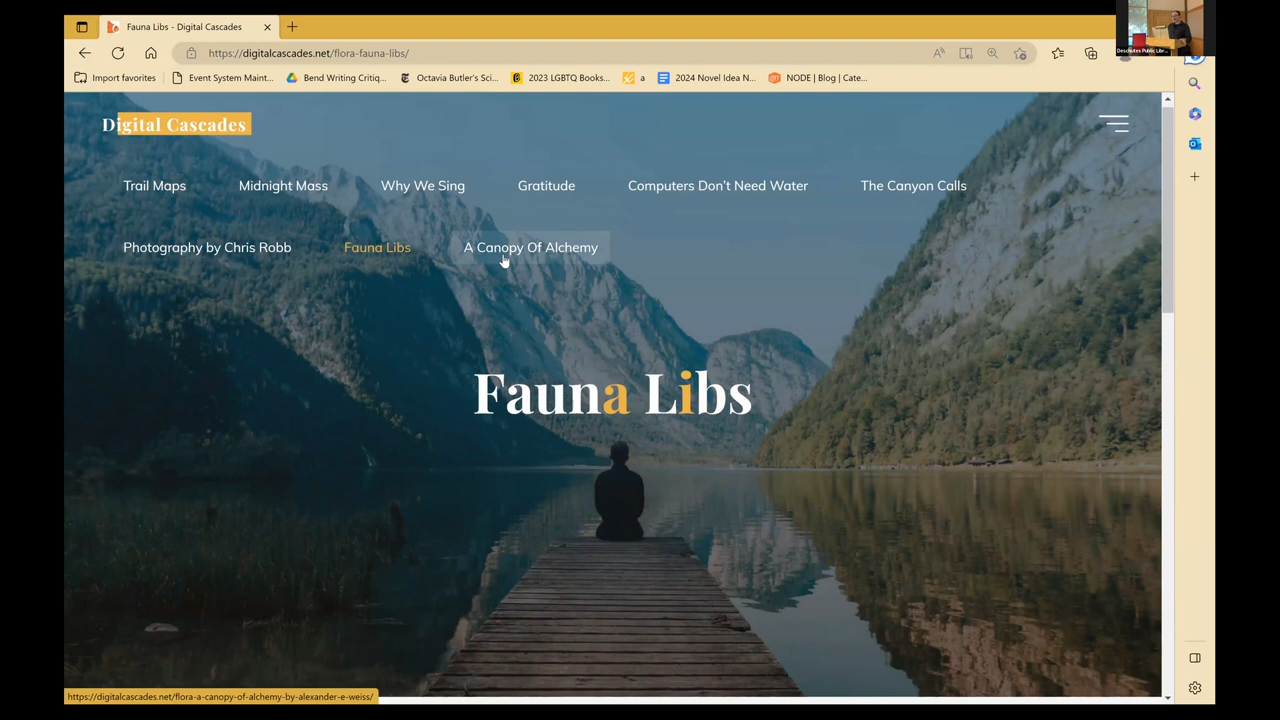 Fauna Libs - Digital Cascades
https://digitalcascades.net/flora-fauna-libs/
Deschutes Public Libr...
Import favorites
Event System Maint...
Bend Writing Critiq...
Octavia Butler's Sci...
2023 LGBTQ Books...
a
2024 Novel Idea N...
NODE | Blog | Cate...
Digital Cascades
Trail Maps
Midnight Mass
Why We Sing
Gratitude
Computers Don't Need Water
The Canyon Calls
Photography by Chris Robb
Fauna Libs
A Canopy Of Alchemy
Fauna Libs
https://digitalcascades.net/flora-a-canopy-of-alchemy-by-alexander-e-weiss/